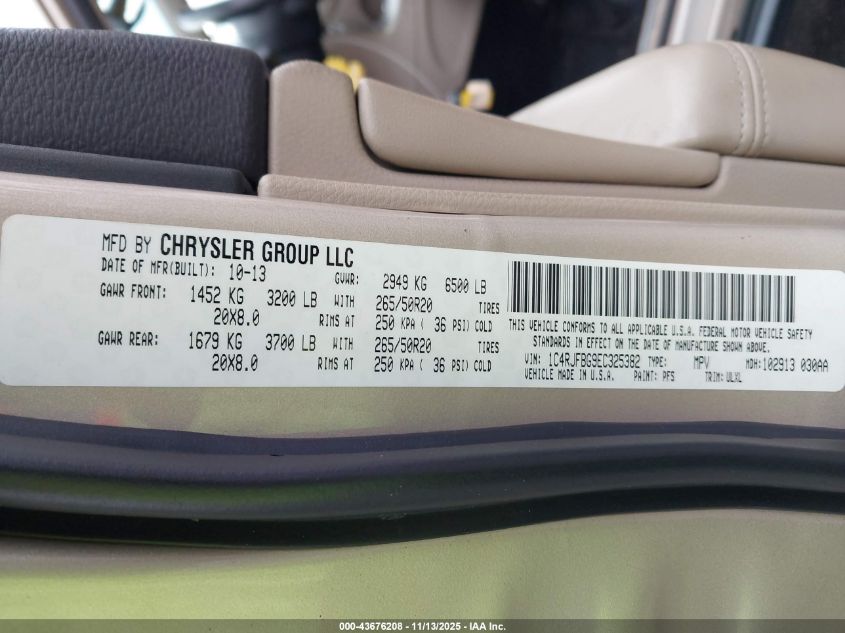 MFD BY CHRYSLER GROUP LLC
DATE OF MFR(BUILT): 10-13 GVWR: 2949 KG 6500 LB
GAWR FRONT: 1452 KG 3200 LB WITH 265/50R20 TIRES
20X8.0 RIMS AT 250 KPA ( 36 PSI) COLD
GAWR REAR: 1679 KG 3700 LB WITH 265/50R20 TIRES
20X8.0 RIMS AT 250 KPA ( 36 PSI) COLD
THIS VEHICLE CONFORMS TO ALL APPLICABLE U.S.A. FEDERAL MOTOR VEHICLE SAFETY
STANDARDS IN EFFECT ON THE DATE OF MANUFACTURE SHOWN ABOVE.
VIN: 1C4RJFBG9EC325382 TYPE: MPV MDH:102913 030AA
VEHICLE MADE IN U.S.A. PAINT: PFS TRIM: ULXL
000-43676208 - 11/13/2025 - IAA Inc.